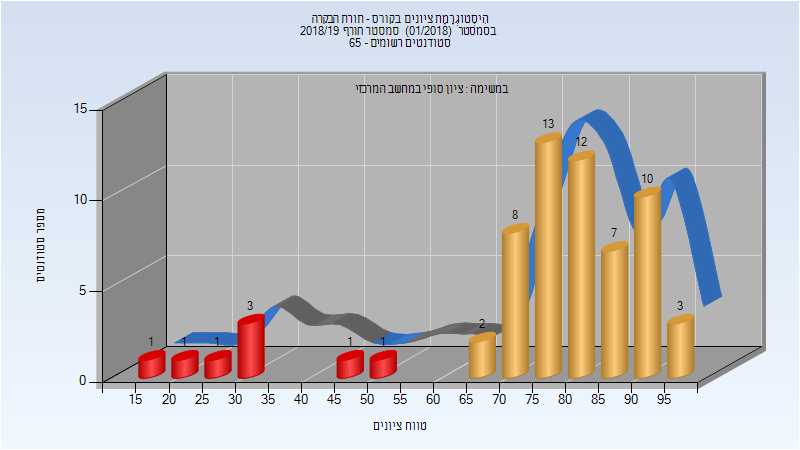 היסטוגרמת ציונים בקורס - תורת הבקרה
בסמסטר (01/2018) סמסטר חורף 2018/19
סטודנטים רשומים - 65
במשימה : ציון סופי במחשב המרכזי
מספר סטודנטים
15
10
5
0
1 1 1 3 1 1 2 8 13 12 7 10 3
15 20 25 30 35 40 45 50 55 60 65 70 75 80 85 90 95
טווח ציונים